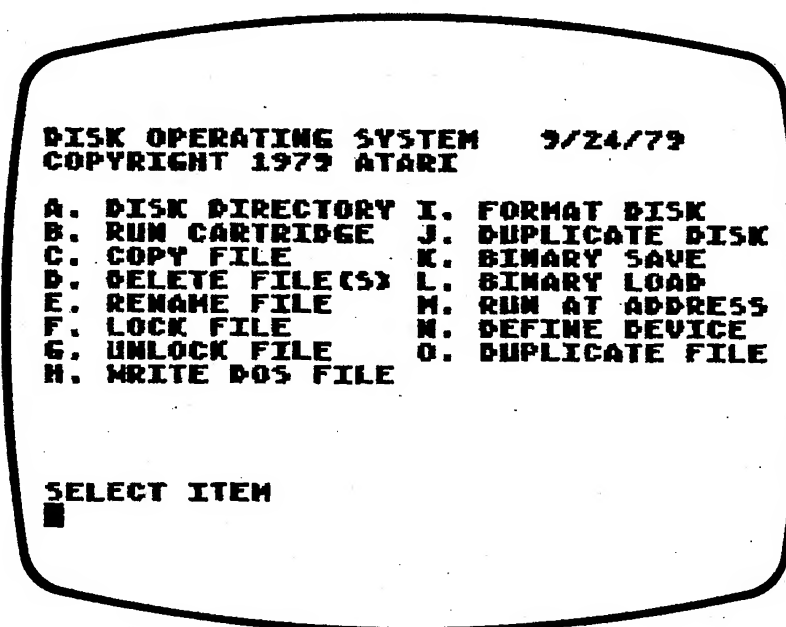 DISK OPERATING SYSTEM 9/24/79
COPYRIGHT 1979 ATARI
A. DISK DIRECTORY I. FORMAT DISK
B. RUN CARTRIDGE J. DUPLICATE DISK
C. COPY FILE K. BINARY SAVE
D. DELETE FILE(S) L. BINARY LOAD
E. RENAME FILE M. RUN AT ADDRESS
F. LOCK FILE N. DEFINE DEVICE
G. UNLOCK FILE O. DUPLICATE FILE
H. WRITE DOS FILE
SELECT ITEM